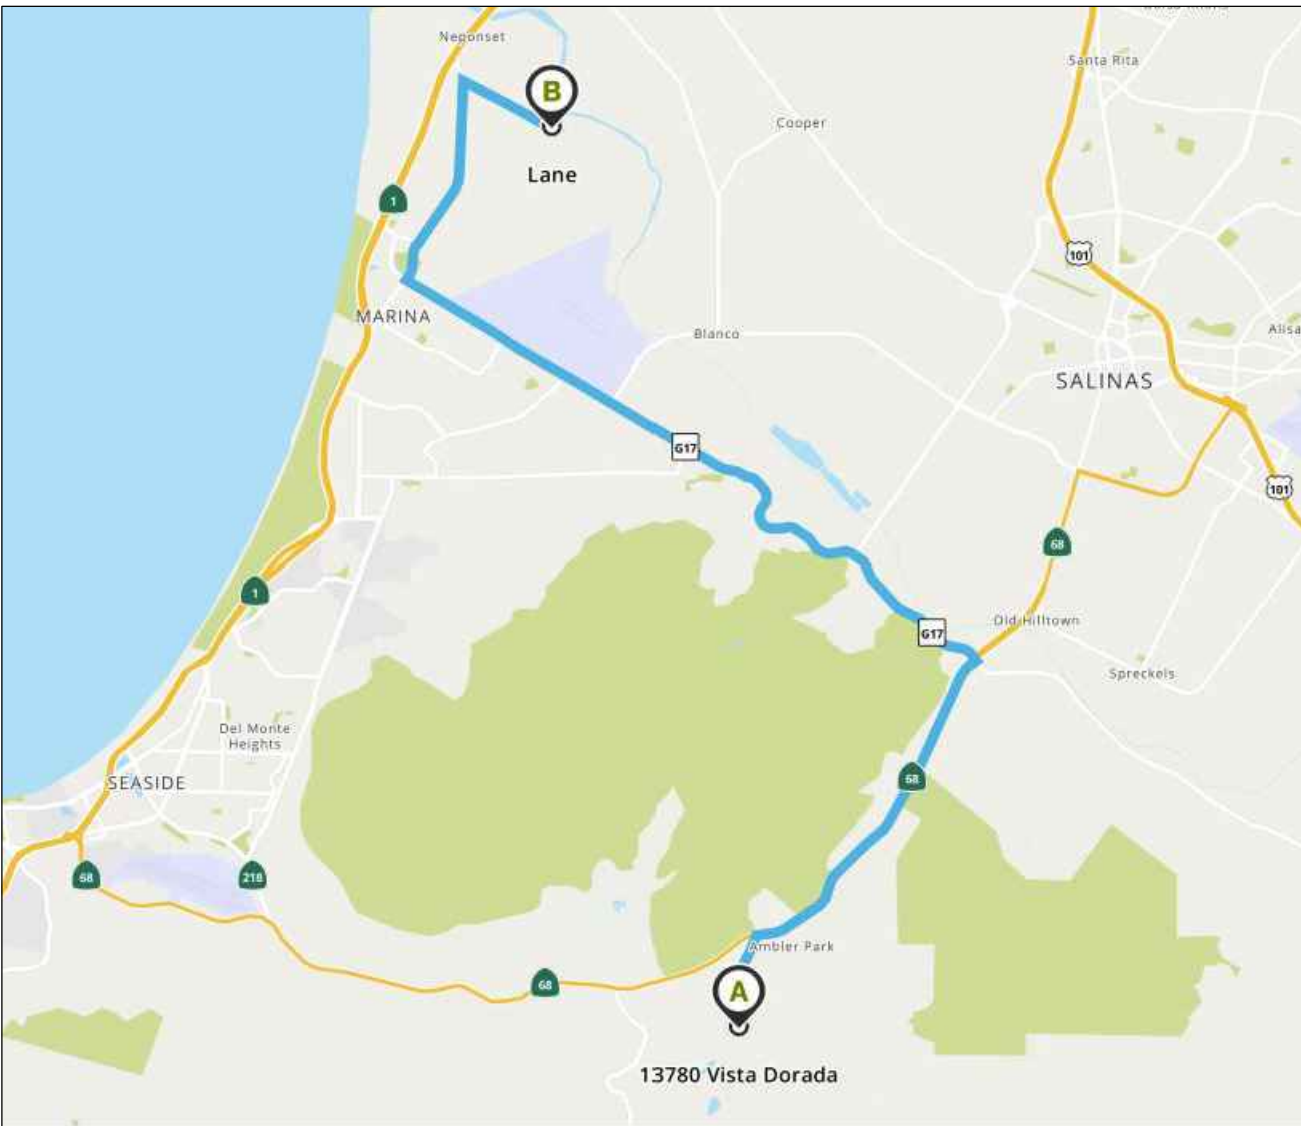 Neponset
Santa Rita
B
Cooper
Lane
1
101
MARINA
Blanco
Alisa
SALINAS
G17
101
68
1
Old Hilltown
G17
Spreckels
Del Monte
Heights
68
SEASIDE
68
218
Ambler Park
68
A
13780 Vista Dorada